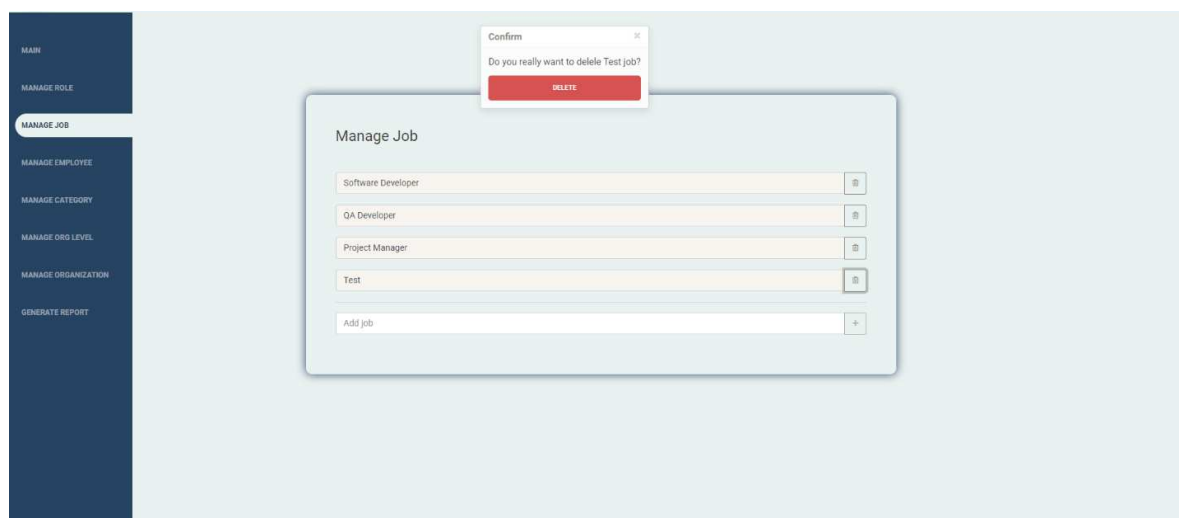 MAIN
MANAGE ROLE
MANAGE JOB
MANAGE EMPLOYEE
MANAGE CATEGORY
MANAGE ORG LEVEL
MANAGE ORGANIZATION
GENERATE REPORT
Confirm
Do you really want to delele Test job?
DELETE
Manage Job
Software Developer
QA Developer
Project Manager
Test
Add job